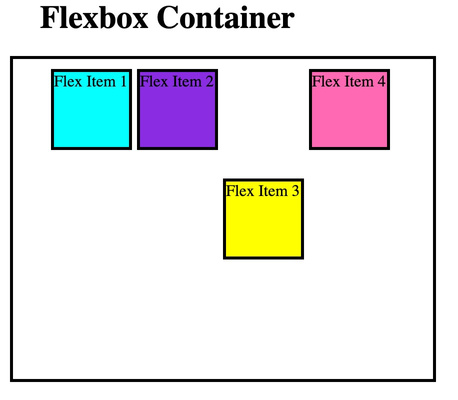 Flexbox Container
Flex Item 1
Flex Item 2
Flex Item 4
Flex Item 3